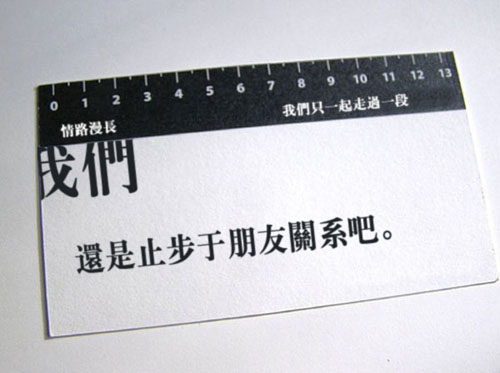 0 1 2 3 4 5 6 7 8 9 10 11 12 13
情路漫長 我們只一起走過一段
我們
還是止步于朋友關系吧。